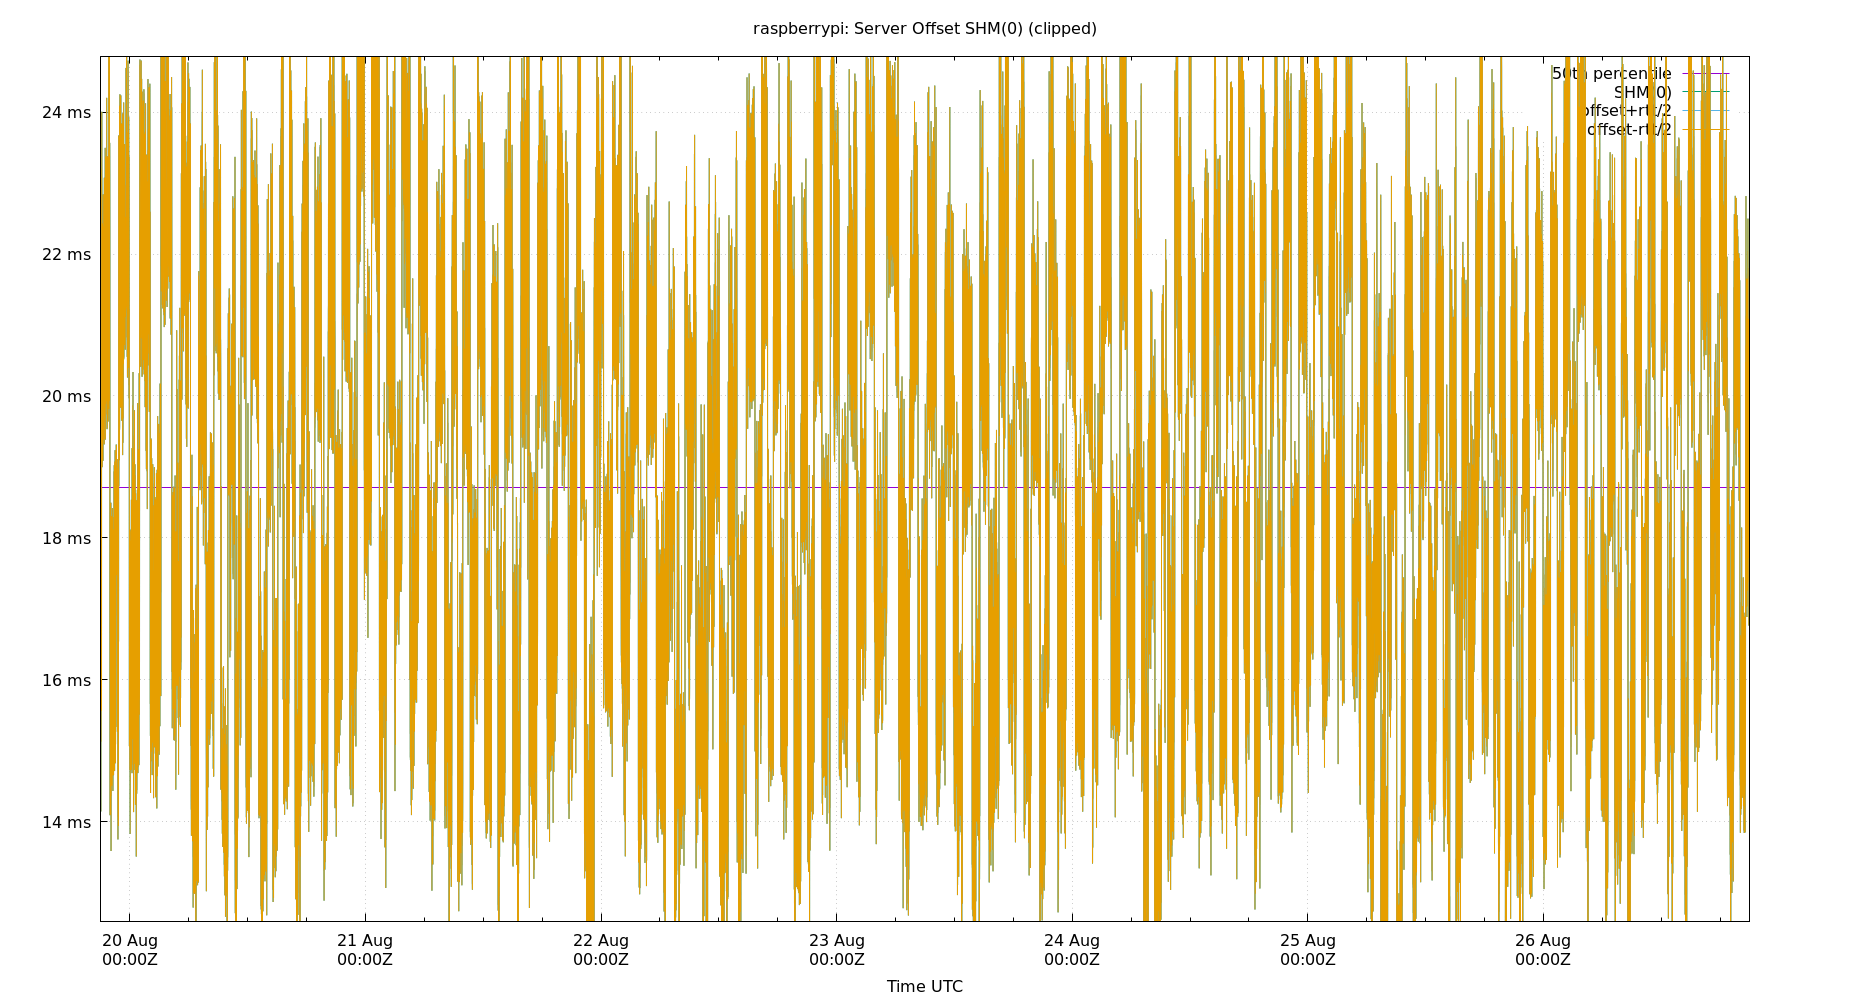 raspberrypi: Server Offset SHM(0) (clipped)
50th percentile
SHM(0)
offset+rtt/2
offset-rtt/2
24 ms
22 ms
20 ms
18 ms
16 ms
14 ms
20 Aug 21 Aug 22 Aug 23 Aug 24 Aug 25 Aug 26 Aug
00:00Z 00:00Z 00:00Z 00:00Z 00:00Z 00:00Z 00:00Z
Time UTC